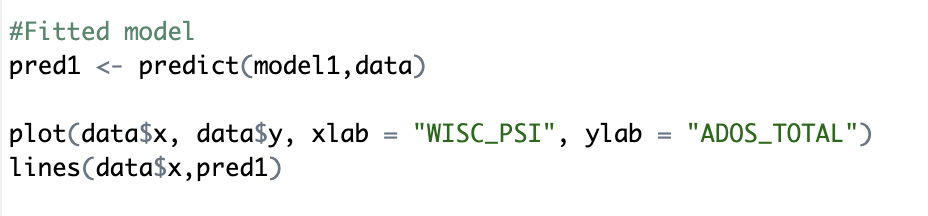 #Fitted model
pred1 <- predict(model1,data)
plot(data$x, data$y, xlab = "WISC_PSI", ylab = "ADOS_TOTAL")
lines(data$x,pred1)